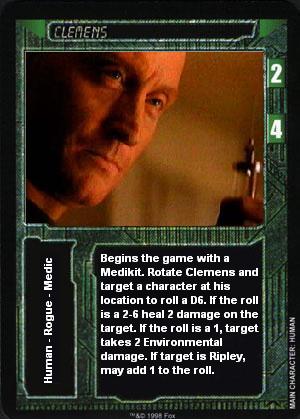 CLEMENS
2
4
Human - Rogue - Medic
Begins the game with a
Medikit. Rotate Clemens and
target a character at his
location to roll a D6. If the roll
is a 2-6 heal 2 damage on
the target. If the roll is a 1, target
takes 2 Environmental
damage. If target is Ripley,
may add 1 to the roll.
MAIN CHARACTER: HUMAN
™&© 1998 Fox